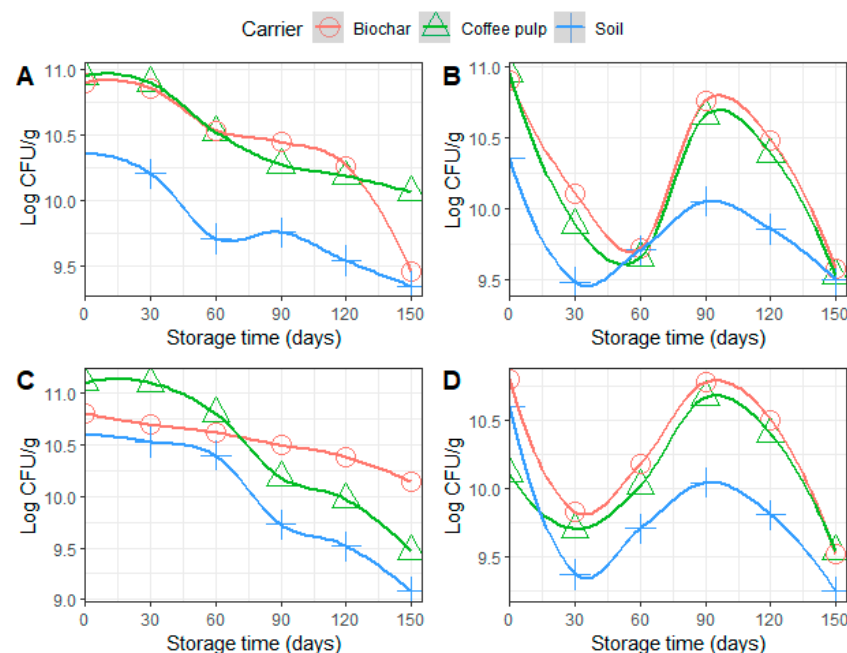 Carrier Biochar Coffee pulp Soil
A
11.0
10.5
10.0
9.5
Log CFU/g
0 30 60 90 120 150
Storage time (days)
B
11.0
10.5
10.0
9.5
Log CFU/g
0 30 60 90 120 150
Storage time (days)
C
11.0
10.5
10.0
9.5
9.0
Log CFU/g
0 30 60 90 120 150
Storage time (days)
D
10.5
10.0
9.5
Log CFU/g
0 30 60 90 120 150
Storage time (days)